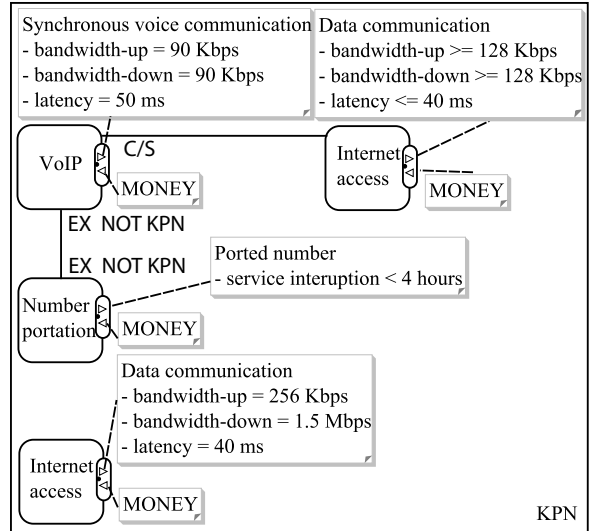 Synchronous voice communication
- bandwidth-up = 90 Kbps
- bandwidth-down = 90 Kbps
- latency = 50 ms
Data communication
- bandwidth-up >= 128 Kbps
- bandwidth-down >= 128 Kbps
- latency <= 40 ms
VoIP
C/S
MONEY
Internet
access
MONEY
EX NOT KPN
EX NOT KPN
Ported number
- service interuption < 4 hours
Number
portation
MONEY
Data communication
- bandwidth-up = 256 Kbps
- bandwidth-down = 1.5 Mbps
- latency = 40 ms
Internet
access
MONEY
KPN